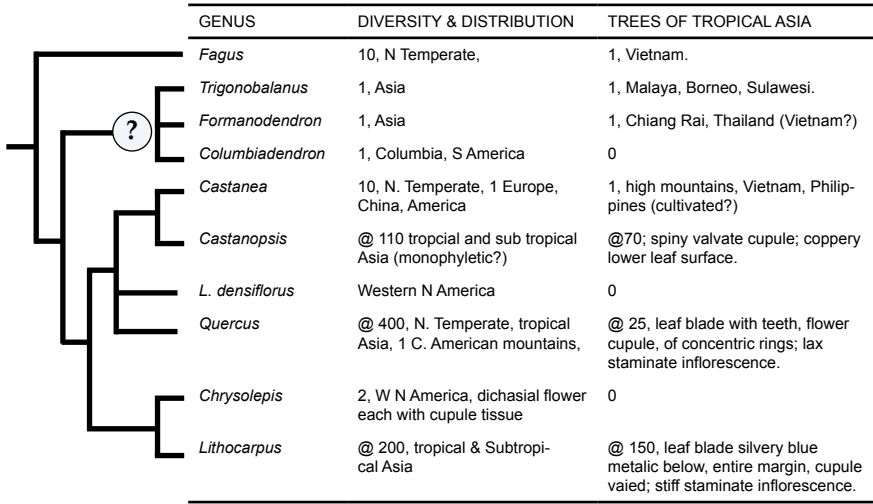 GENUS DIVERSITY & DISTRIBUTION TREES OF TROPICAL ASIA
Fagus 10, N Temperate, 1, Vietnam.
Trigonobalanus 1, Asia 1, Malaya, Borneo, Sulawesi.
? Formanodendron 1, Asia 1, Chiang Rai, Thailand (Vietnam?)
Columbiadendron 1, Columbia, S America 0
Castanea 10, N. Temperate, 1 Europe, 1, high mountains, Vietnam, Philip-
China, America pines (cultivated?)
Castanopsis @ 110 tropcial and sub tropical @70; spiny valvate cupule; coppery
Asia (monophyletic?) lower leaf surface.
L. densiflorus Western N America 0
Quercus @ 400, N. Temperate, tropical @ 25, leaf blade with teeth, flower
Asia, 1 C. American mountains, cupule, of concentric rings; lax
staminate inflorescence.
Chrysolepis 2, W N America, dichasial flower 0
each with cupule tissue
Lithocarpus @ 200, tropical & Subtropi- @ 150, leaf blade silvery blue
cal Asia metalic below, entire margin, cupule
vaied; stiff staminate inflorescence.